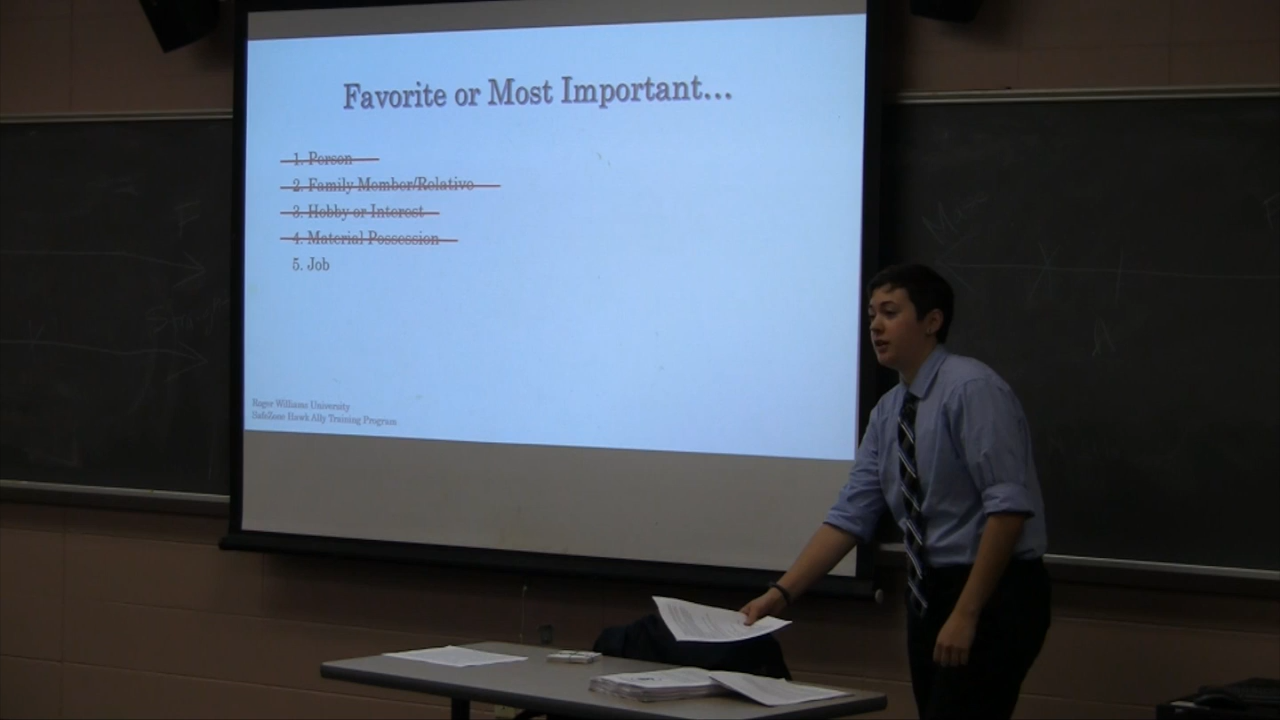 Favorite or Most Important...
1. Person
2. Family Member/Relative
3. Hobby or Interest
4. Material Possession
5. Job
Roger Williams University
SafeZone Hawk Ally Training Program